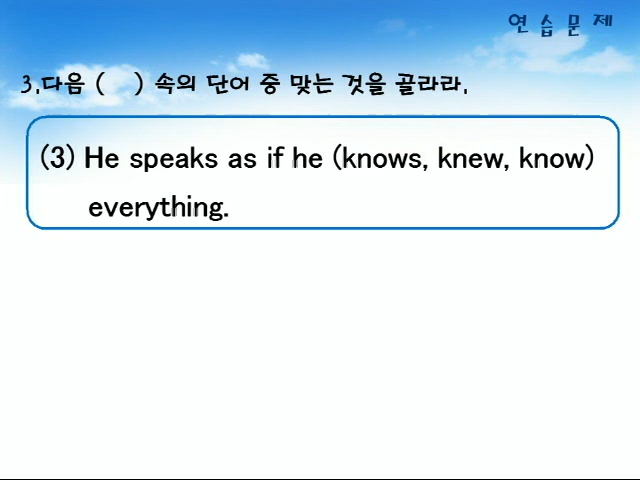 연 습 문 제
3.다음 (    ) 속의 단어 중 맞는 것을 골라라.
(3) He speaks as if he (knows, knew, know)
everything.